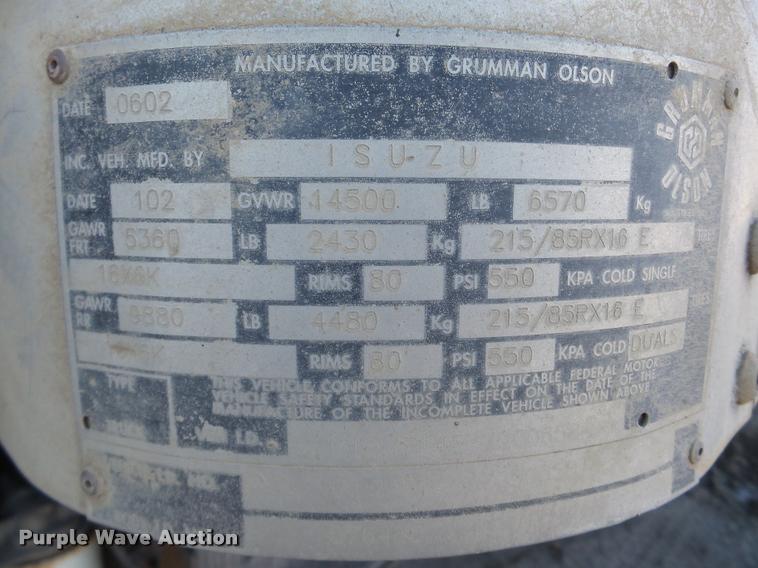 MANUFACTURED BY GRUMMAN OLSON
DATE 0602
GRUMMAN OLSON
INC. VEH. MFD. BY ISUZU
DATE 102 GVWR 14500 LB 6570 Kg
GAWR FRT 5360 LB 2430 Kg 215/85RX16 E TIRES
16X6K RIMS 80 PSI 550 KPA COLD SINGLE
GAWR RR 9880 LB 4480 Kg 215/85RX16 E TIRES
RIMS 80 PSI 550 KPA COLD DUALS
THIS VEHICLE CONFORMS TO ALL APPLICABLE FEDERAL MOTOR
VEHICLE SAFETY STANDARDS IN EFFECT ON THE DATE OF THE
MANUFACTURE OF THE INCOMPLETE VEHICLE SHOWN ABOVE.
TYPE
TRUCK VEH I.D.
Purple Wave Auction